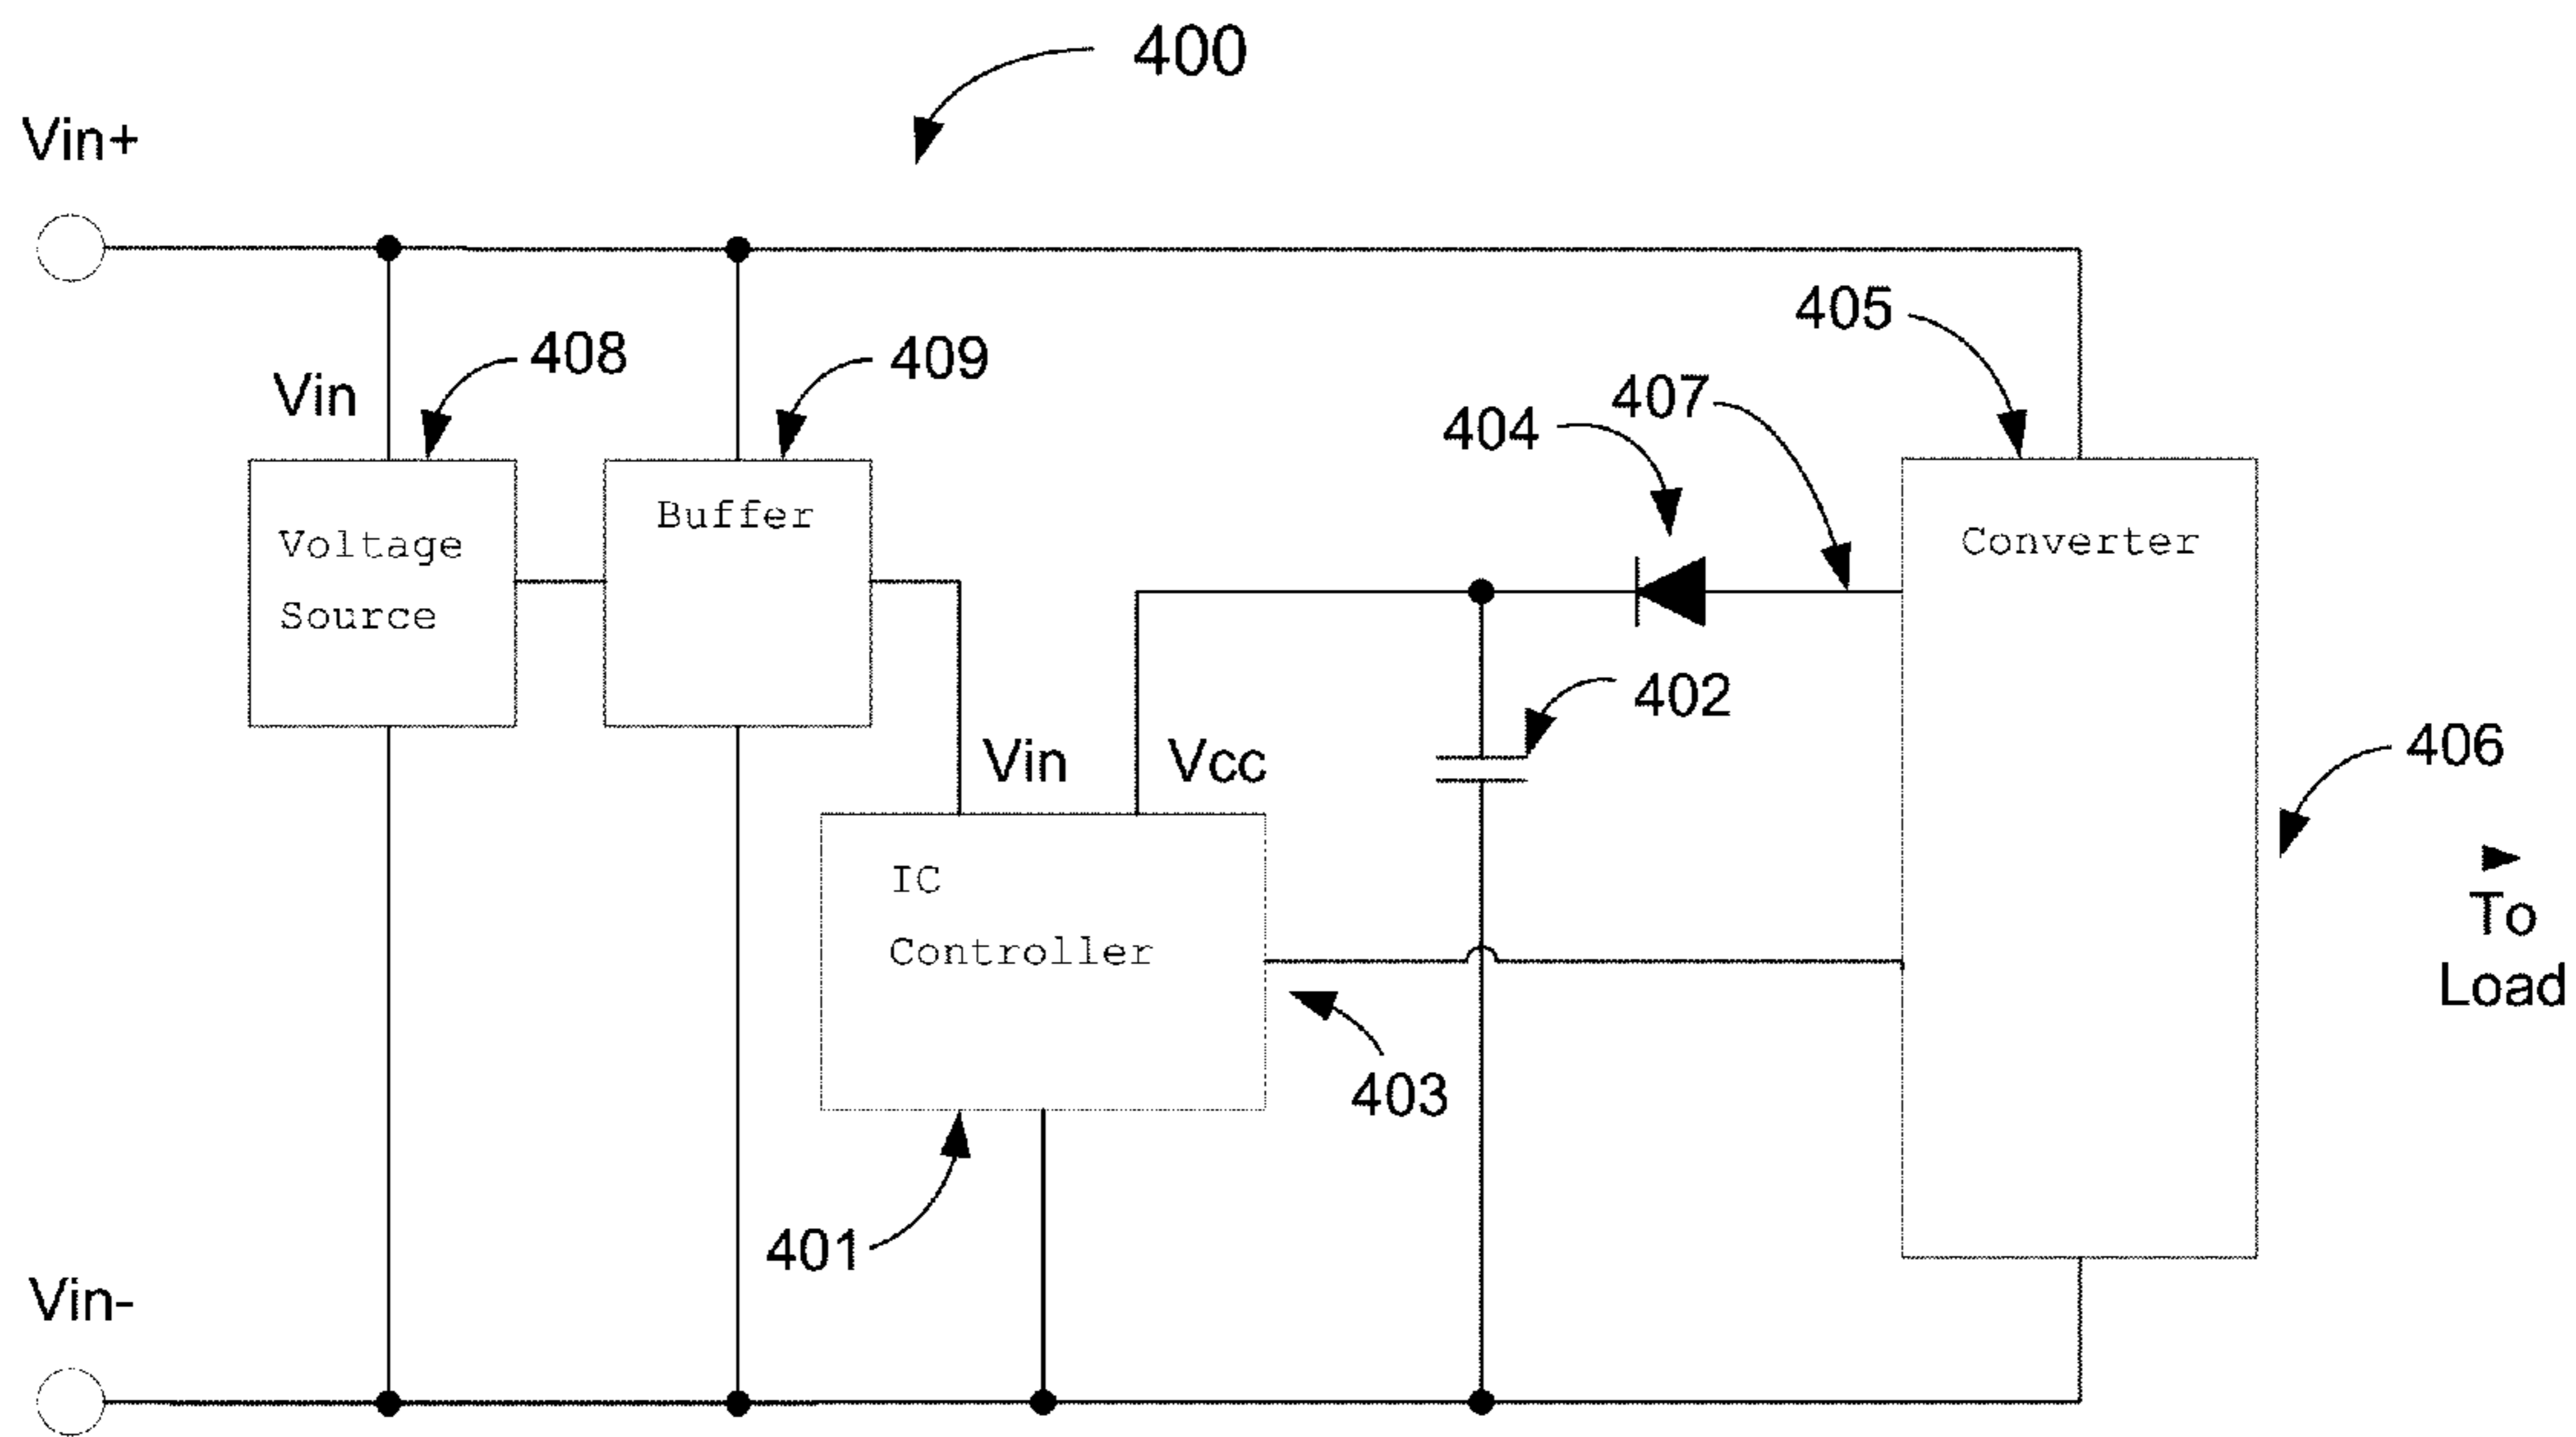 400
Vin+
405
408
409
407
Vin
404
Buffer
Converter
Voltage
Source
402
406
Vin
Vcc
IC
To
Controller
Load
403
401
Vin-